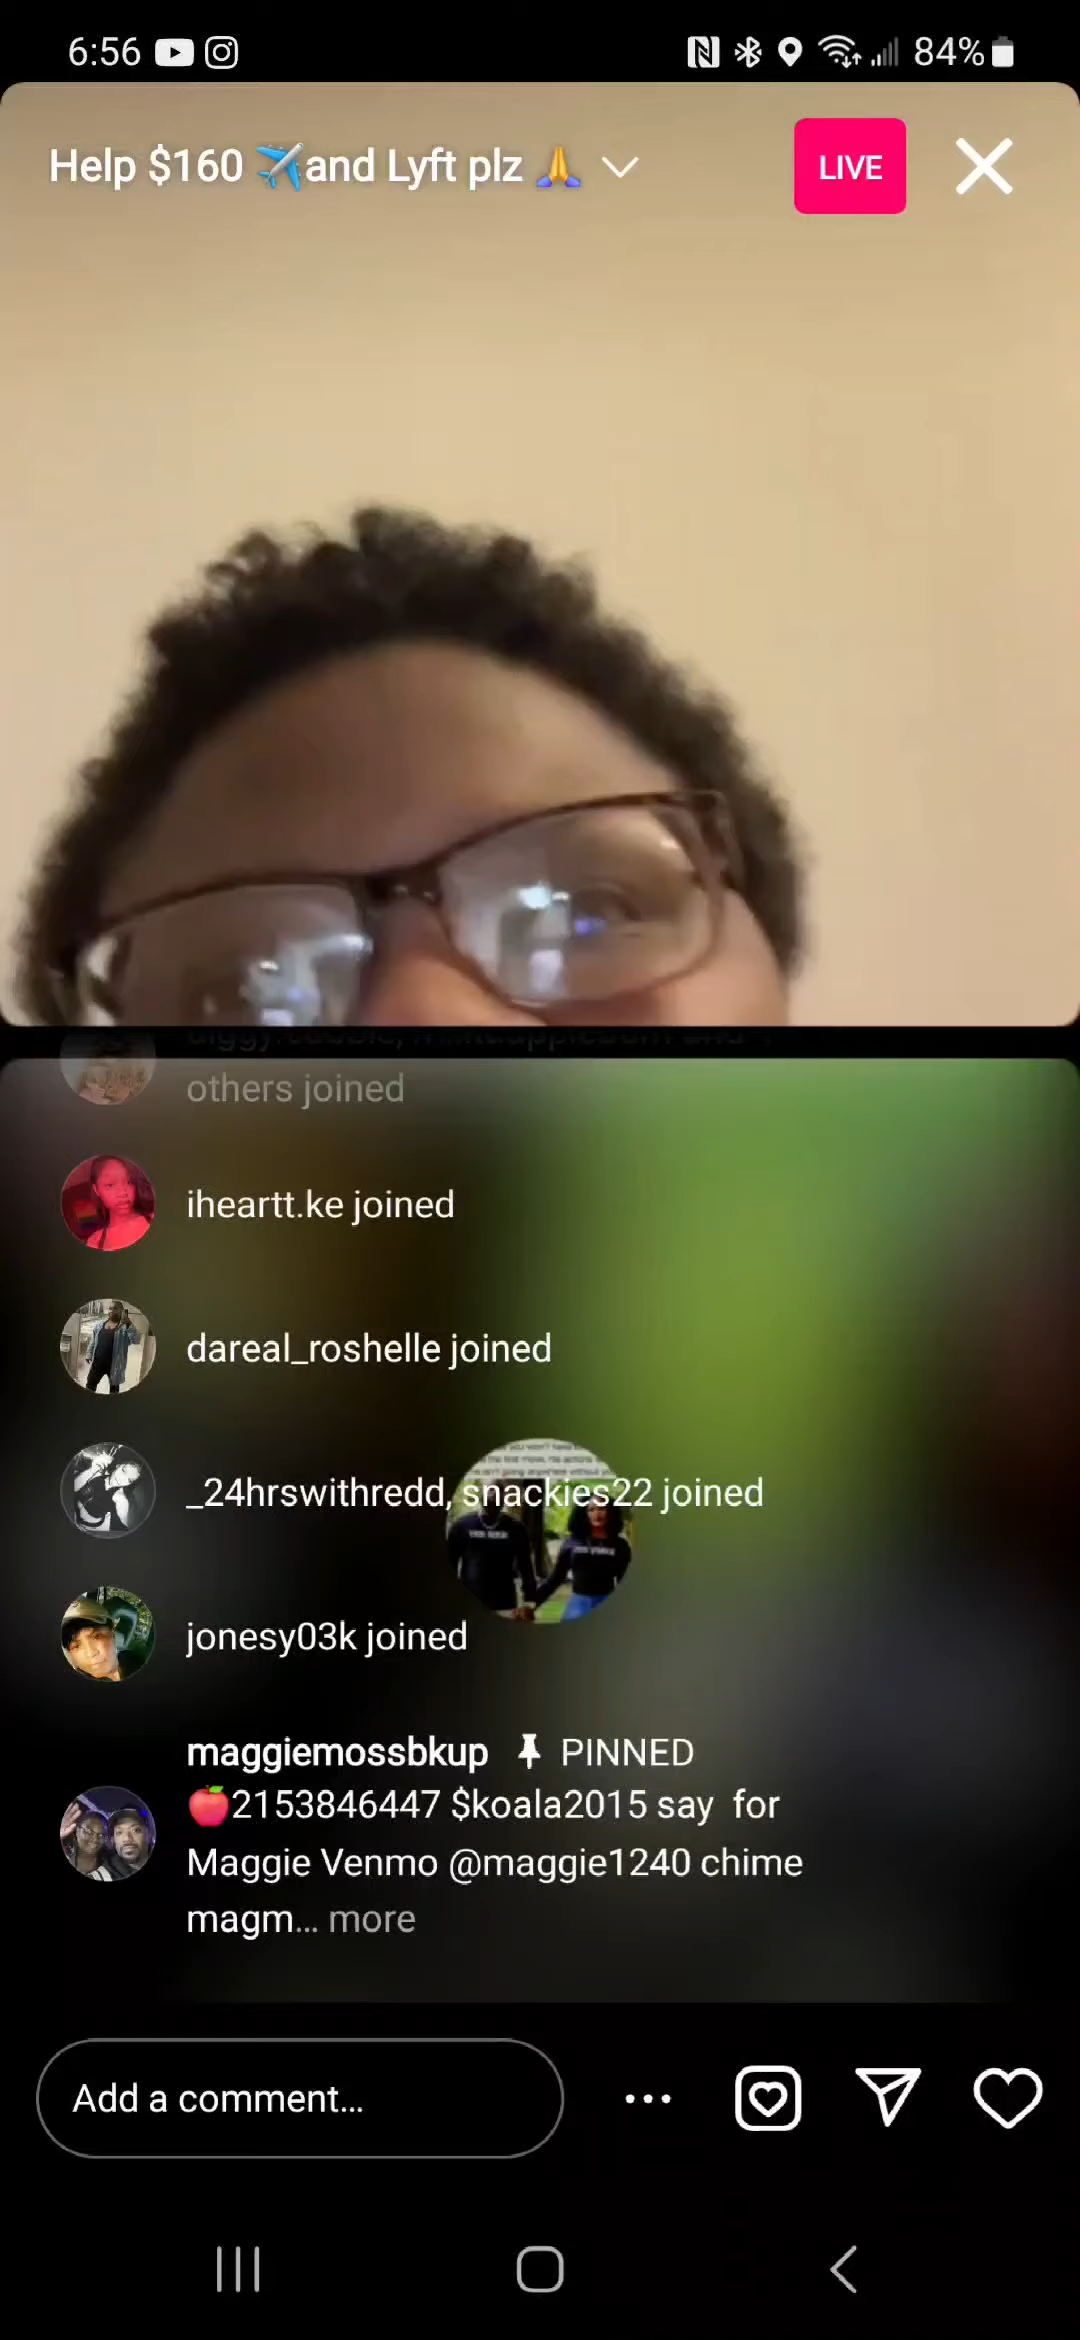 6:56
84%
Help $160 ✈️and Lyft plz 🙏
LIVE
others joined
iheartt.ke joined
dareal_roshelle joined
_24hrswithredd, snackies22 joined
jonesy03k joined
maggiemossbkup 📌 PINNED
🍎2153846447 $koala2015 say for
Maggie Venmo @maggie1240 chime
magm... more
Add a comment...